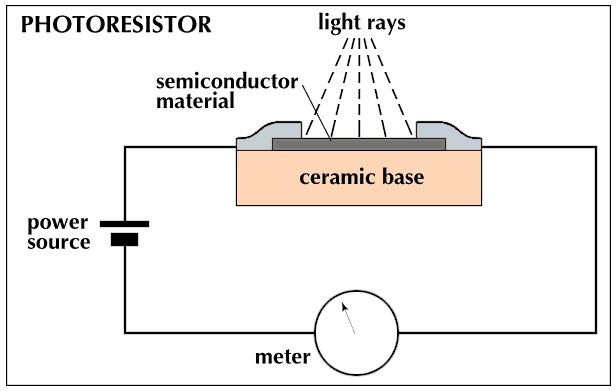 PHOTORESISTOR
light rays
semiconductor
material
ceramic base
power
source
meter